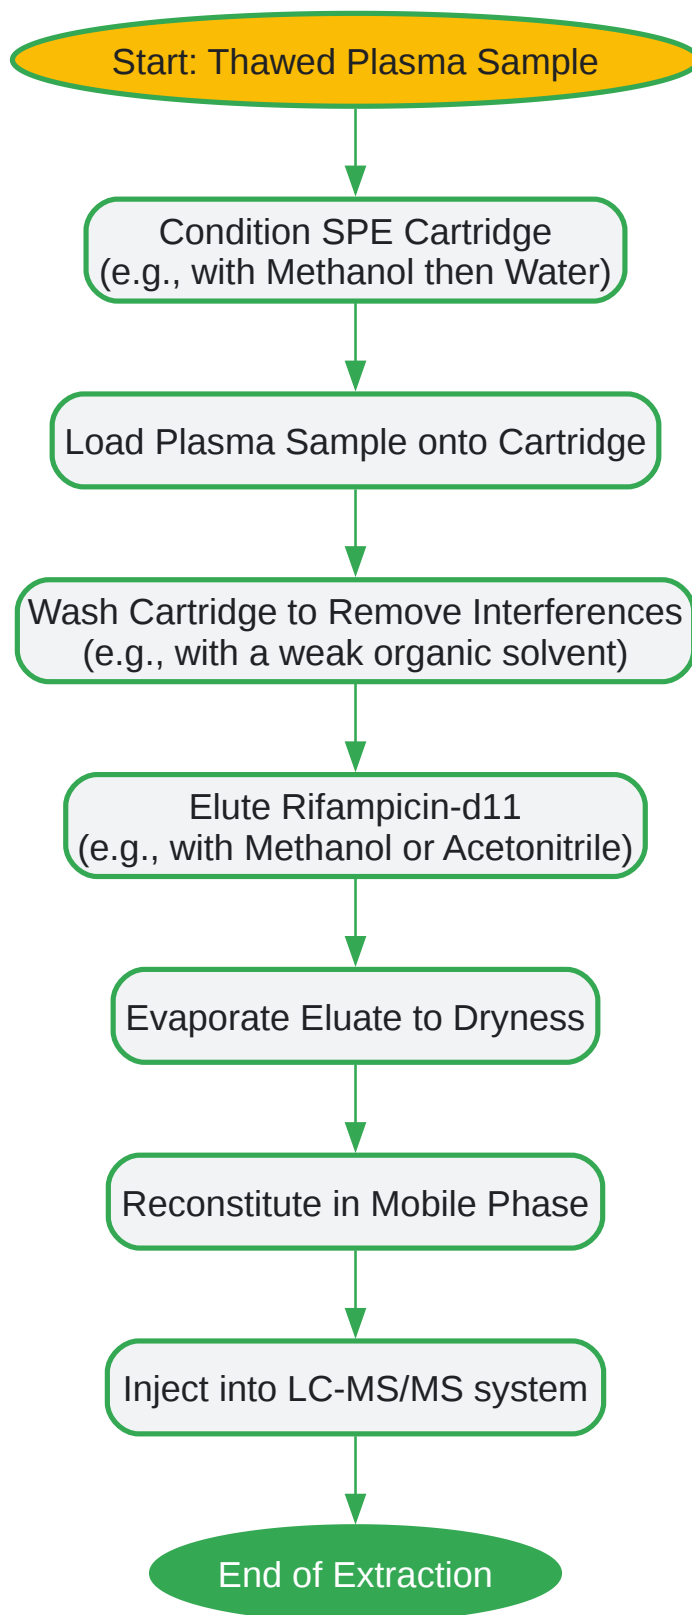 Start: Thawed Plasma Sample
Condition SPE Cartridge
(e.g., with Methanol then Water)
Load Plasma Sample onto Cartridge
Wash Cartridge to Remove Interferences
(e.g., with a weak organic solvent)
Elute Rifampicin-d11
(e.g., with Methanol or Acetonitrile)
Evaporate Eluate to Dryness
Reconstitute in Mobile Phase
Inject into LC-MS/MS system
End of Extraction